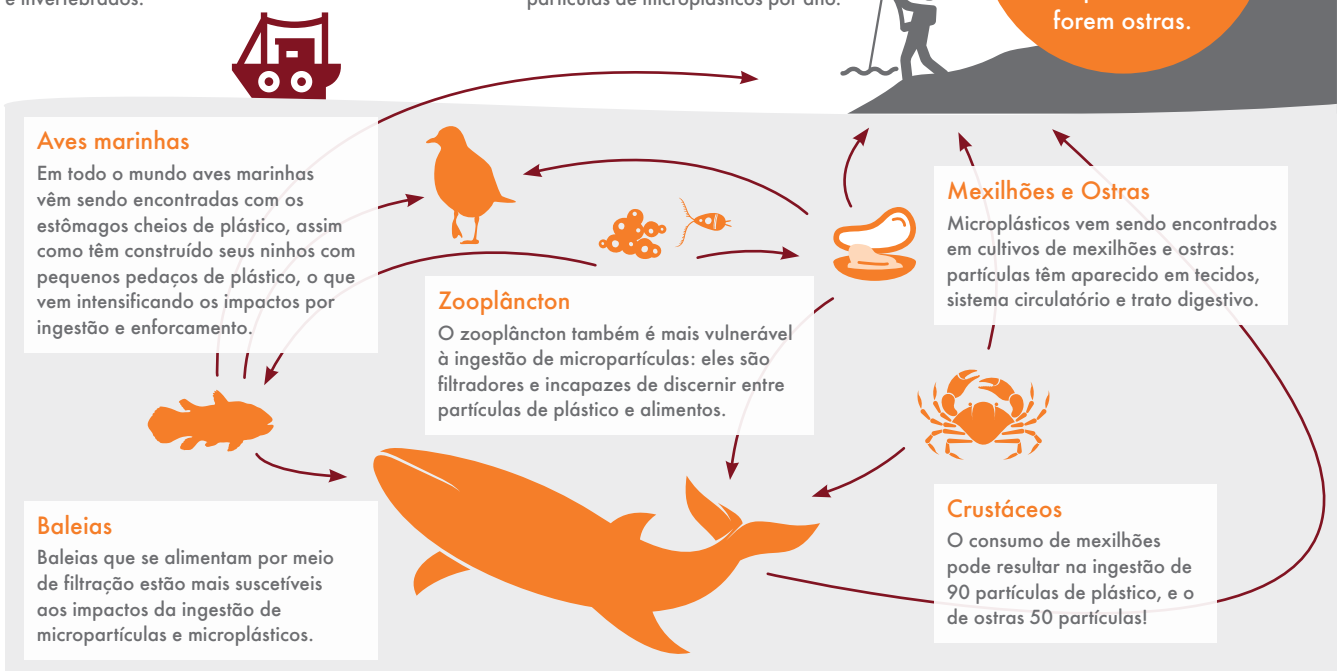 e invertebrados.
partículas de microplásticos por ano.
forem ostras.
Aves marinhas
Em todo o mundo aves marinhas
vêm sendo encontradas com os
estômagos cheios de plástico, assim
como têm construído seus ninhos com
pequenos pedaços de plástico, o que
vem intensificando os impactos por
ingestão e enforcamento.
Zooplâncton
O zooplâncton também é mais vulnerável
à ingestão de micropartículas: eles são
filtradores e incapazes de discernir entre
partículas de plástico e alimentos.
Mexilhões e Ostras
Microplásticos vem sendo encontrados
em cultivos de mexilhões e ostras:
partículas têm aparecido em tecidos,
sistema circulatório e trato digestivo.
Baleias
Baleias que se alimentam por meio
de filtração estão mais suscetíveis
aos impactos da ingestão de
micropartículas e microplásticos.
Crustáceos
O consumo de mexilhões
pode resultar na ingestão de
90 partículas de plástico, e o
de ostras 50 partículas!